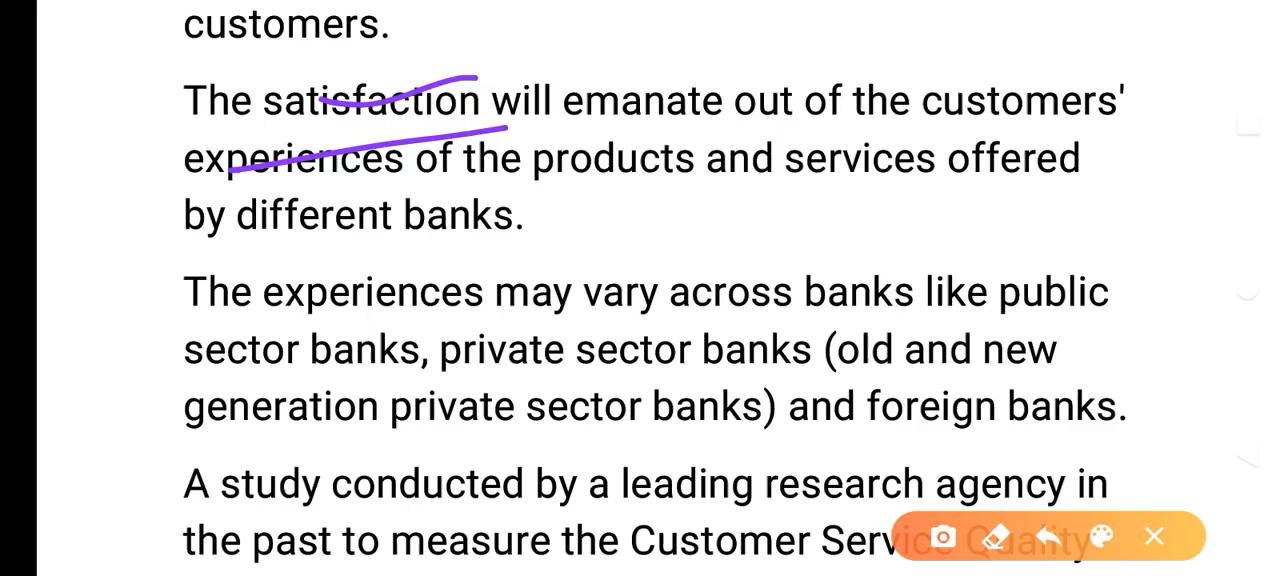 customers.
The satisfaction will emanate out of the customers'
experiences of the products and services offered
by different banks.
The experiences may vary across banks like public
sector banks, private sector banks (old and new
generation private sector banks) and foreign banks.
A study conducted by a leading research agency in
the past to measure the Customer Service Quality